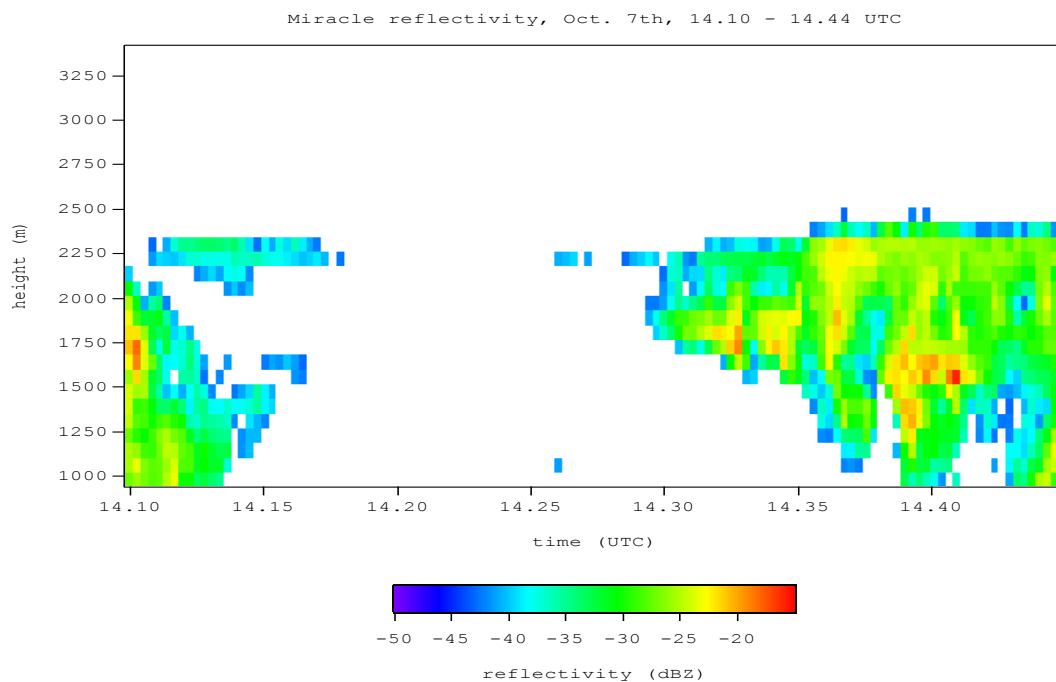 Miracle reflectivity, Oct. 7th, 14.10 - 14.44 UTC
3250
3000
2750
2500
2250
2000
1750
1500
1250
1000
height (m)
14.10 14.15 14.20 14.25 14.30 14.35 14.40
time (UTC)
-50 -45 -40 -35 -30 -25 -20
reflectivity (dBZ)